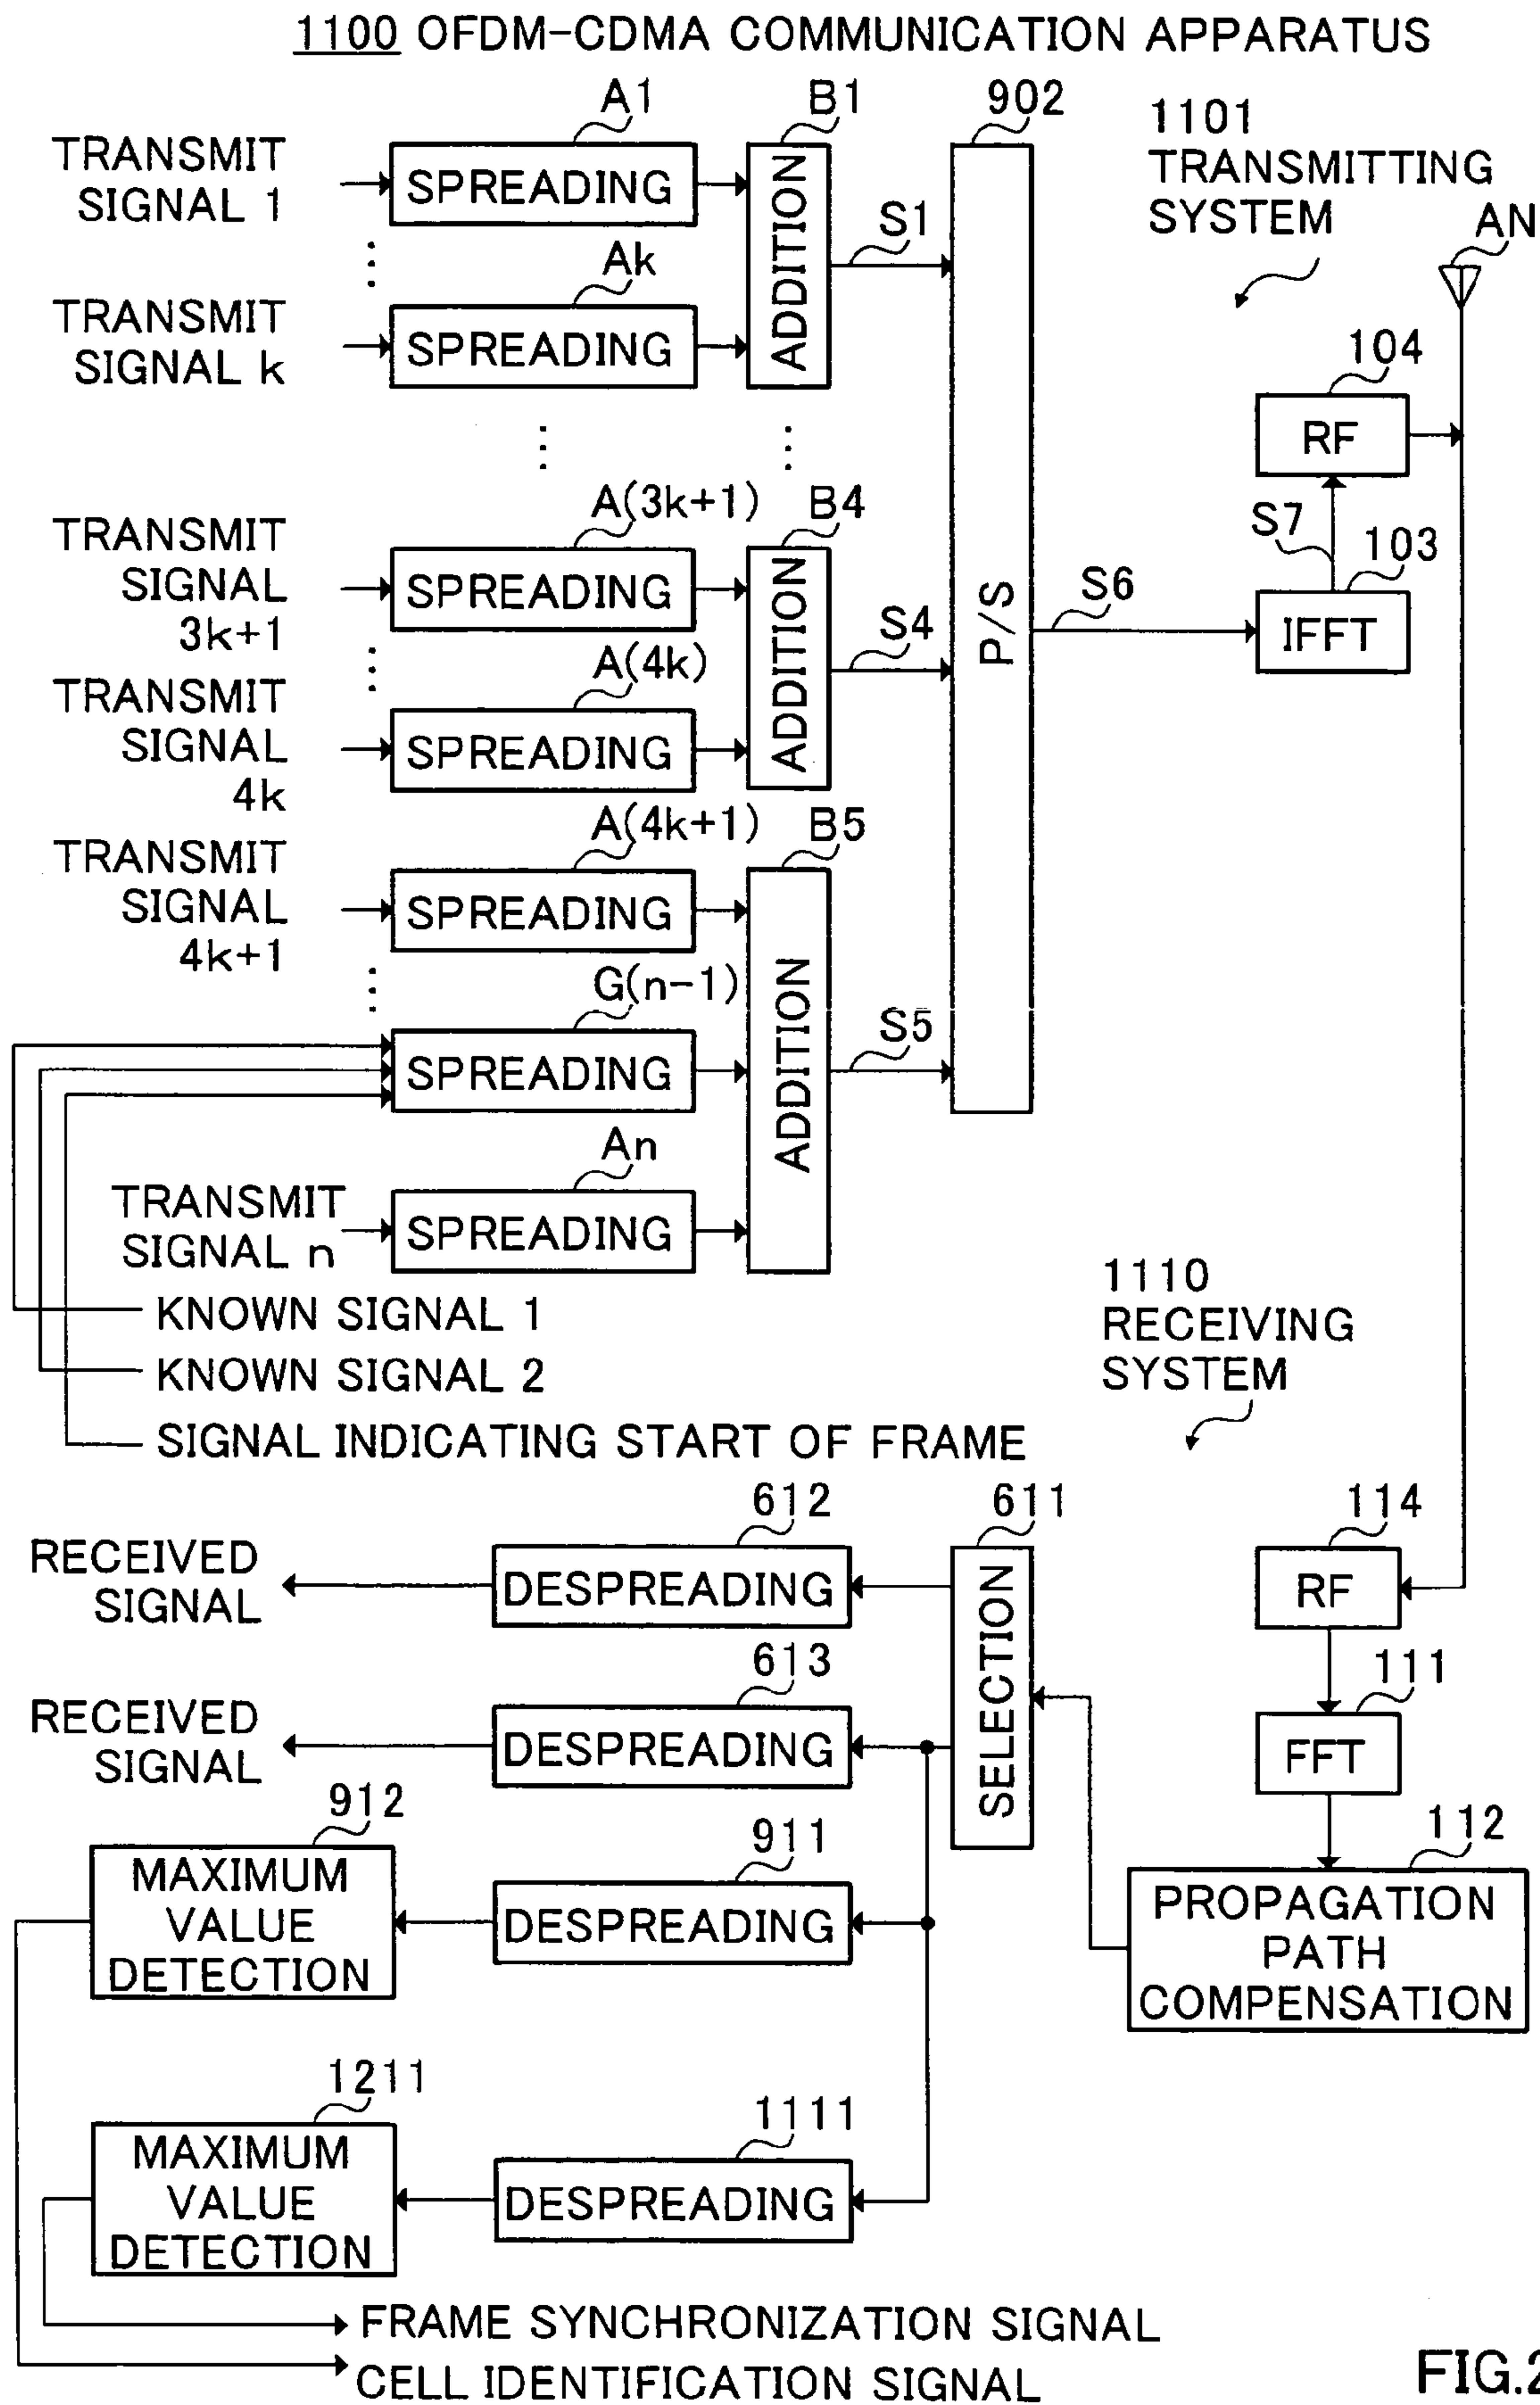 1100 OFDM-CDMA COMMUNICATION APPARATUS
A1
B1
902
1101
TRANSMITTING
SYSTEM
AN
TRANSMIT
SIGNAL 1
SPREADING
ADDITION
S1
⋮
Ak
TRANSMIT
SIGNAL k
SPREADING
104
RF
⋮
⋮
A(3k+1)
B4
S7
103
TRANSMIT
SIGNAL
3k+1
SPREADING
ADDITION
S4
P/S
S6
IFFT
⋮
A(4k)
TRANSMIT
SIGNAL
4k
SPREADING
A(4k+1)
B5
TRANSMIT
SIGNAL
4k+1
SPREADING
ADDITION
⋮
G(n-1)
SPREADING
S5
An
TRANSMIT
SIGNAL n
SPREADING
KNOWN SIGNAL 1
KNOWN SIGNAL 2
SIGNAL INDICATING START OF FRAME
1110
RECEIVING
SYSTEM
612
611
114
RECEIVED
SIGNAL
DESPREADING
SELECTION
RF
613
111
RECEIVED
SIGNAL
DESPREADING
FFT
912
911
112
MAXIMUM
VALUE
DETECTION
DESPREADING
PROPAGATION
PATH
COMPENSATION
1211
1111
MAXIMUM
VALUE
DETECTION
DESPREADING
FRAME SYNCHRONIZATION SIGNAL
CELL IDENTIFICATION SIGNAL